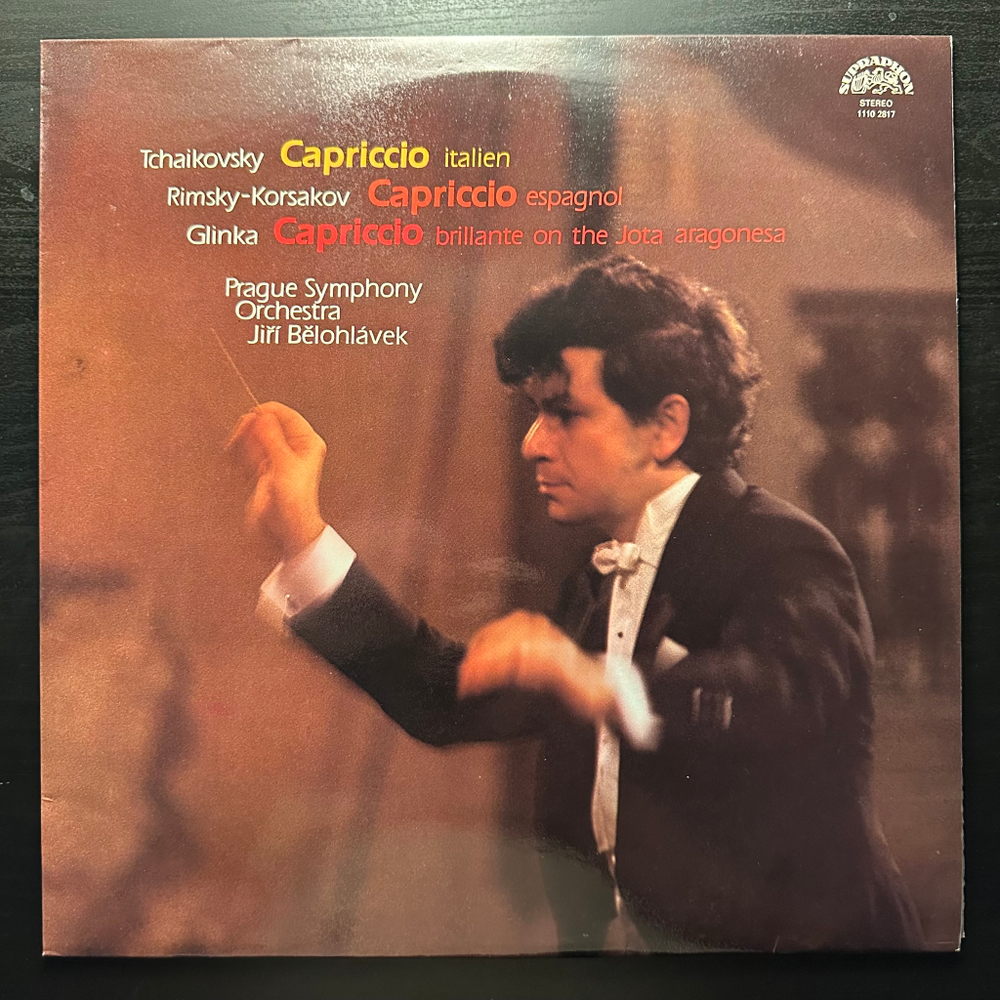 SUPRAPHON
STEREO
1110 2817
Tchaikovsky Capriccio italien
Rimsky-Korsakov Capriccio espagnol
Glinka Capriccio brillante on the Jota aragonesa
Prague Symphony
Orchestra
Jiří Bělohlávek